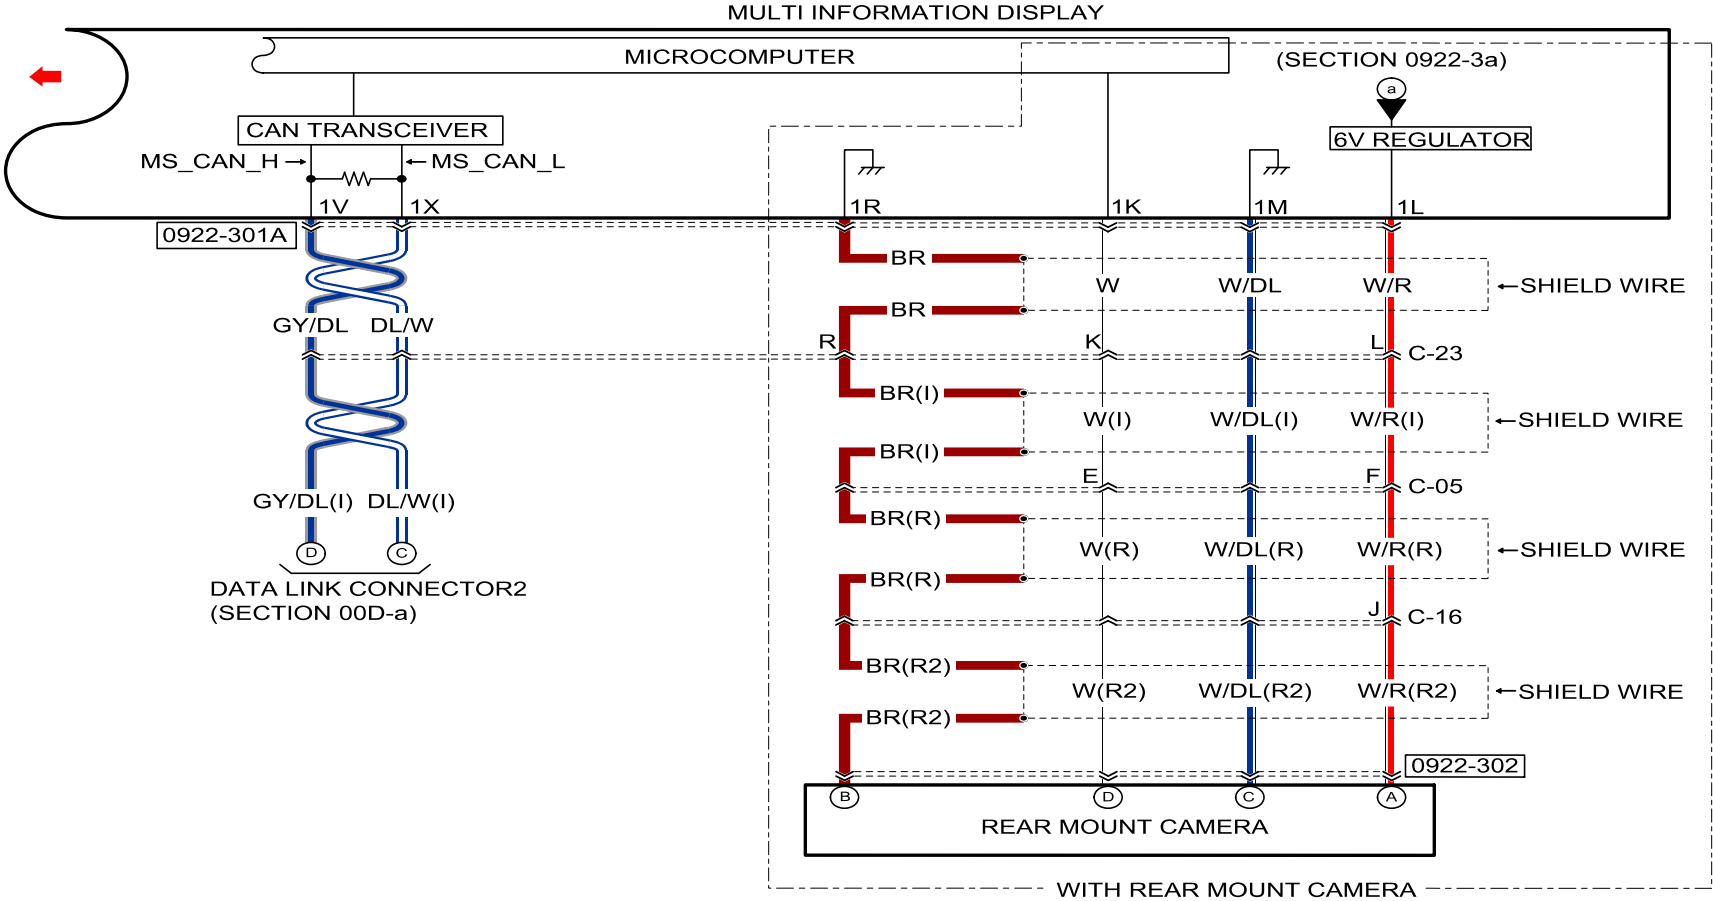 MULTI INFORMATION DISPLAY
MICROCOMPUTER
(SECTION 0922-3a)
a
CAN TRANSCEIVER
6V REGULATOR
MS_CAN_H
MS_CAN_L
1V
1X
1R
1K
1M
1L
0922-301A
BR
W
W/DL
W/R
SHIELD WIRE
BR
GY/DL
DL/W
R
K
L
C-23
BR(I)
W(I)
W/DL(I)
W/R(I)
SHIELD WIRE
BR(I)
E
F
C-05
GY/DL(I)
DL/W(I)
BR(R)
D
C
W(R)
W/DL(R)
W/R(R)
SHIELD WIRE
BR(R)
DATA LINK CONNECTOR2
(SECTION 00D-a)
J
C-16
BR(R2)
W(R2)
W/DL(R2)
W/R(R2)
SHIELD WIRE
BR(R2)
0922-302
B
D
C
A
REAR MOUNT CAMERA
WITH REAR MOUNT CAMERA